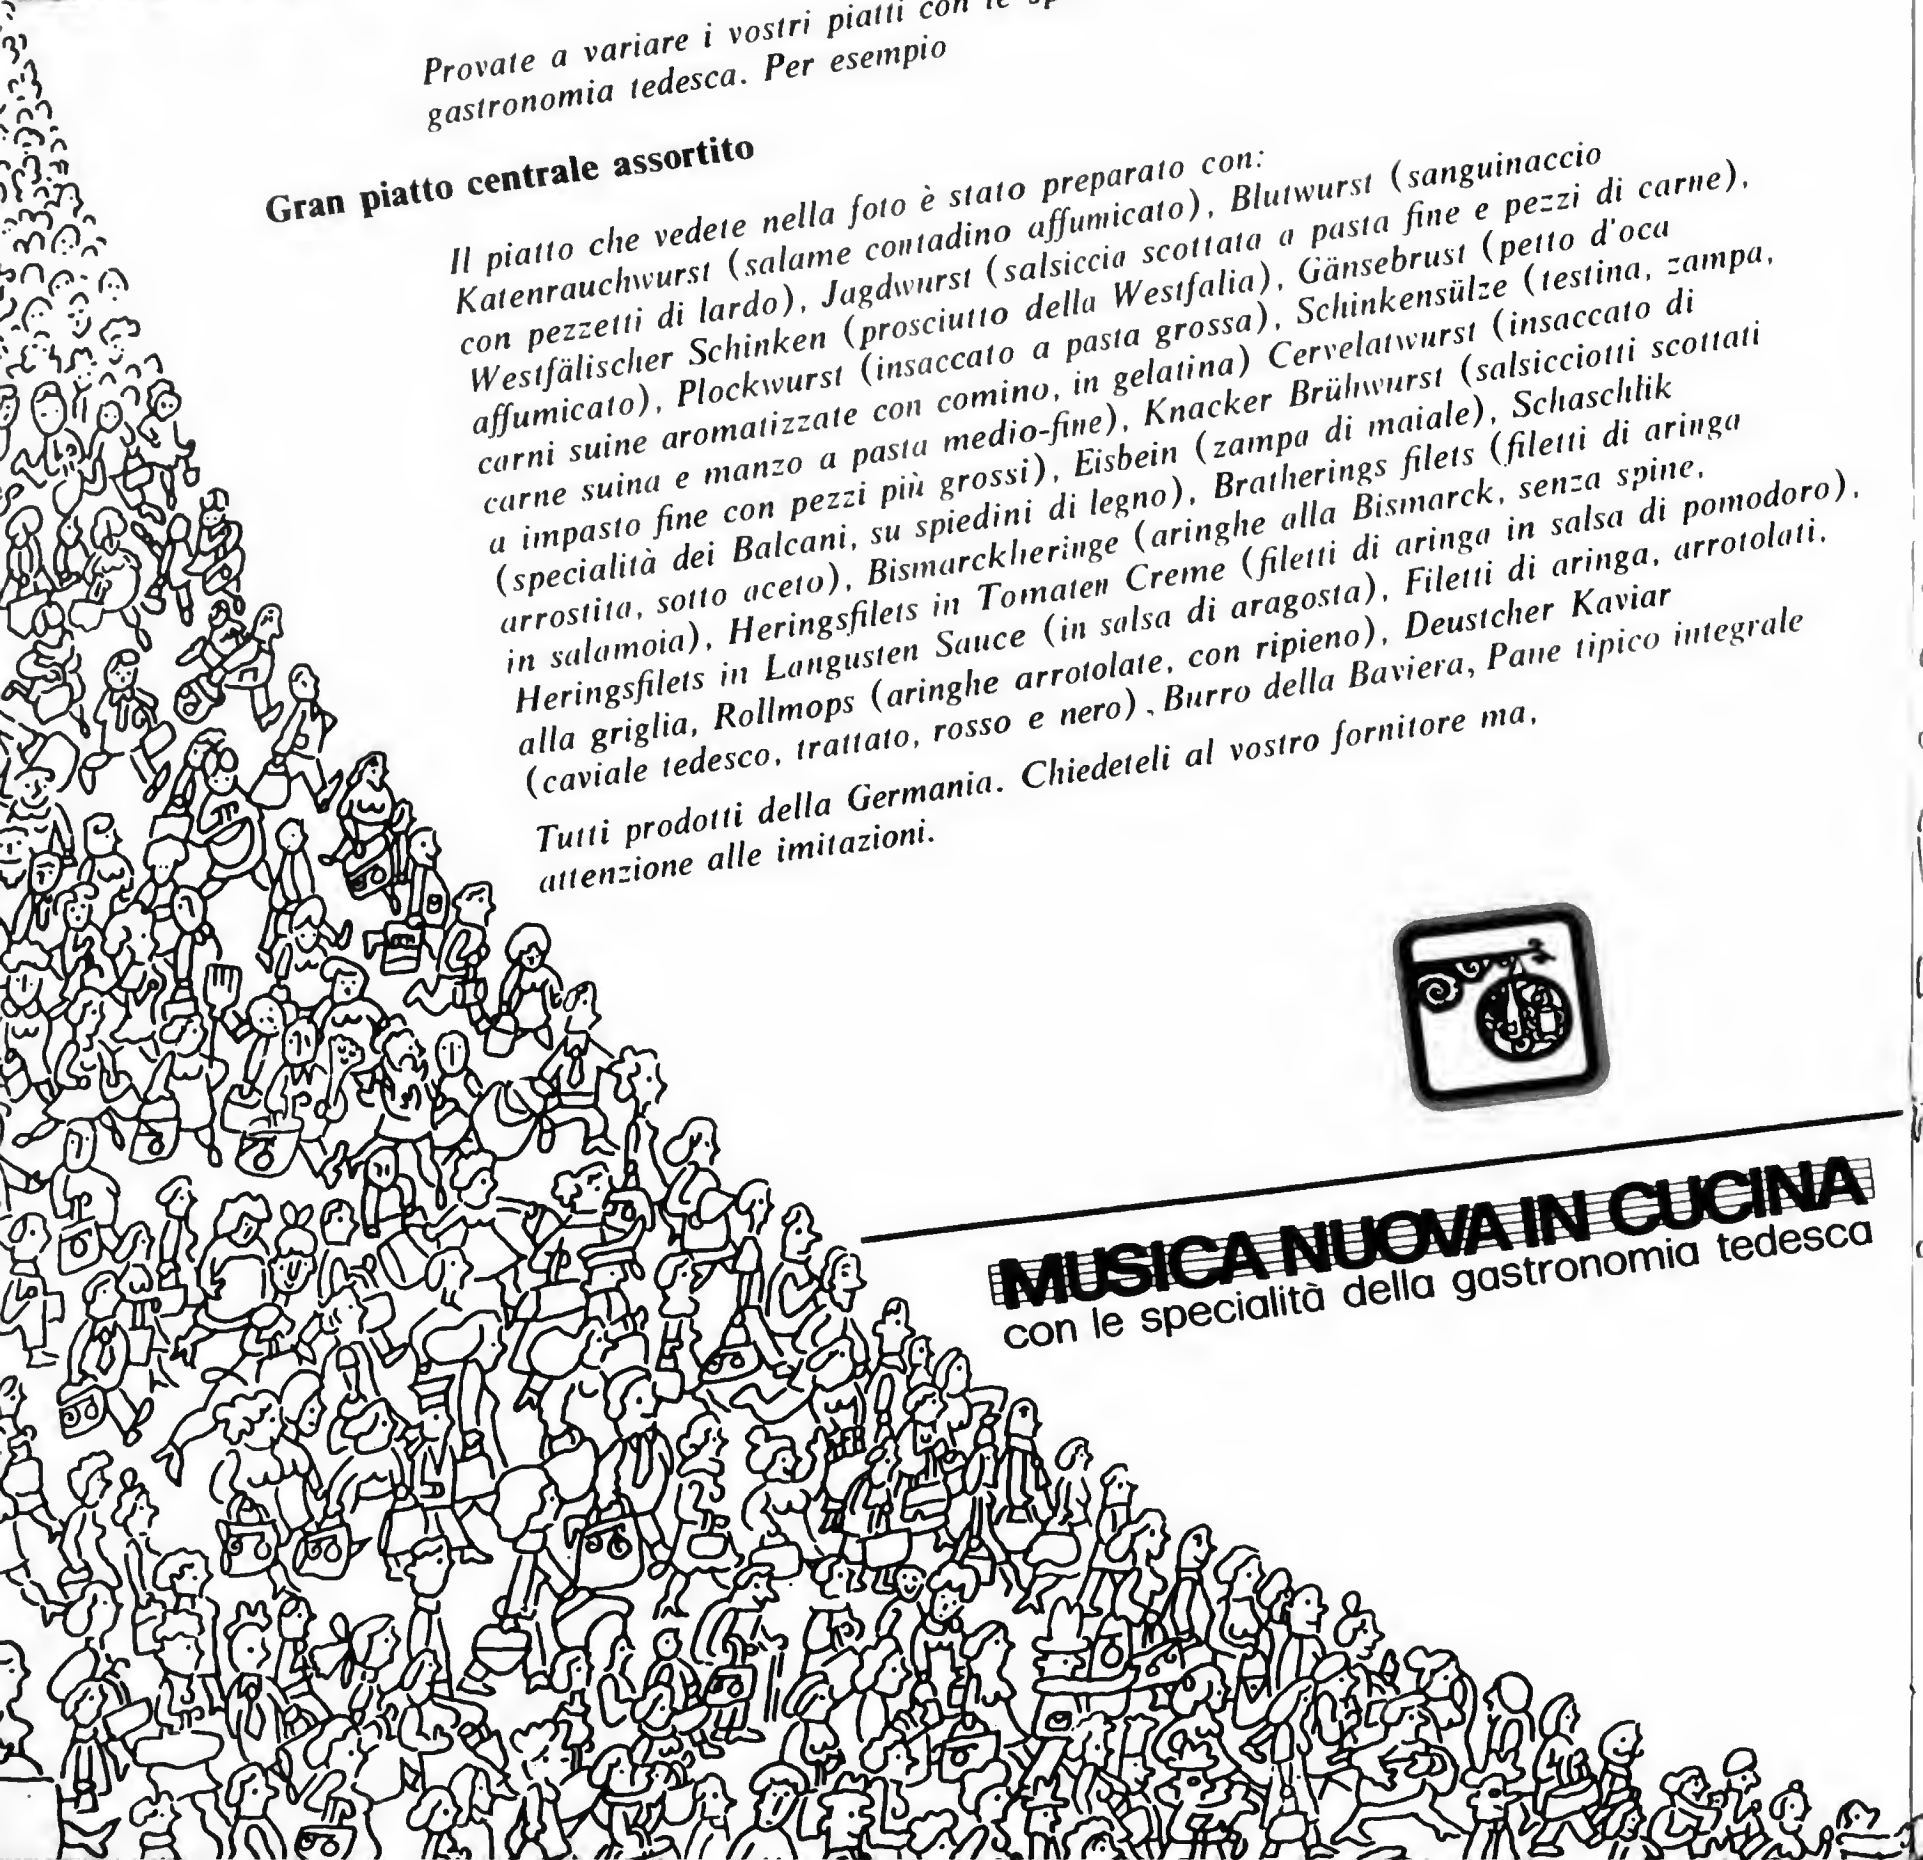 Provate a variare i vostri piatti con le
gastronomia tedesca. Per esempio
Gran piatto centrale assortito
Il piatto che vedete nella foto è stato preparato con:
Katenrauchwurst (salame contadino affumicato), Blutwurst (sanguinaccio
con pezzetti di lardo), Jagdwurst (salsiccia scottata a pasta fine e pezzi di carne),
Westfälischer Schinken (prosciutto della Westfalia), Gänsebrust (petto d'oca
affumicato), Plockwurst (insaccato a pasta grossa), Schinkensülze (testina, zampa,
carni suine aromatizzate con comino, in gelatina) Cervelatwurst (insaccato di
carne suina e manzo a pasta medio-fine), Knacker Brühwurst (salsicciotti scottati
a impasto fine con pezzi più grossi), Eisbein (zampa di maiale), Schaschlik
(specialità dei Balcani, su spiedini di legno), Bratherings filets (filetti di aringa
arrostita, sotto aceto), Bismarckheringe (aringhe alla Bismarck, senza spine,
in salamoia), Heringsfilets in Tomaten Creme (filetti di aringa in salsa di pomodoro),
Heringsfilets in Langusten Sauce (in salsa di aragosta), Filetti di aringa, arrotolati,
alla griglia, Rollmops (aringhe arrotolate, con ripieno), Deustcher Kaviar
(caviale tedesco, trattato, rosso e nero), Burro della Baviera, Pane tipico integrale
Tutti prodotti della Germania. Chiedeteli al vostro fornitore ma,
attenzione alle imitazioni.
MUSICA NUOVA IN CUCINA
con le specialità della gastronomia tedesca